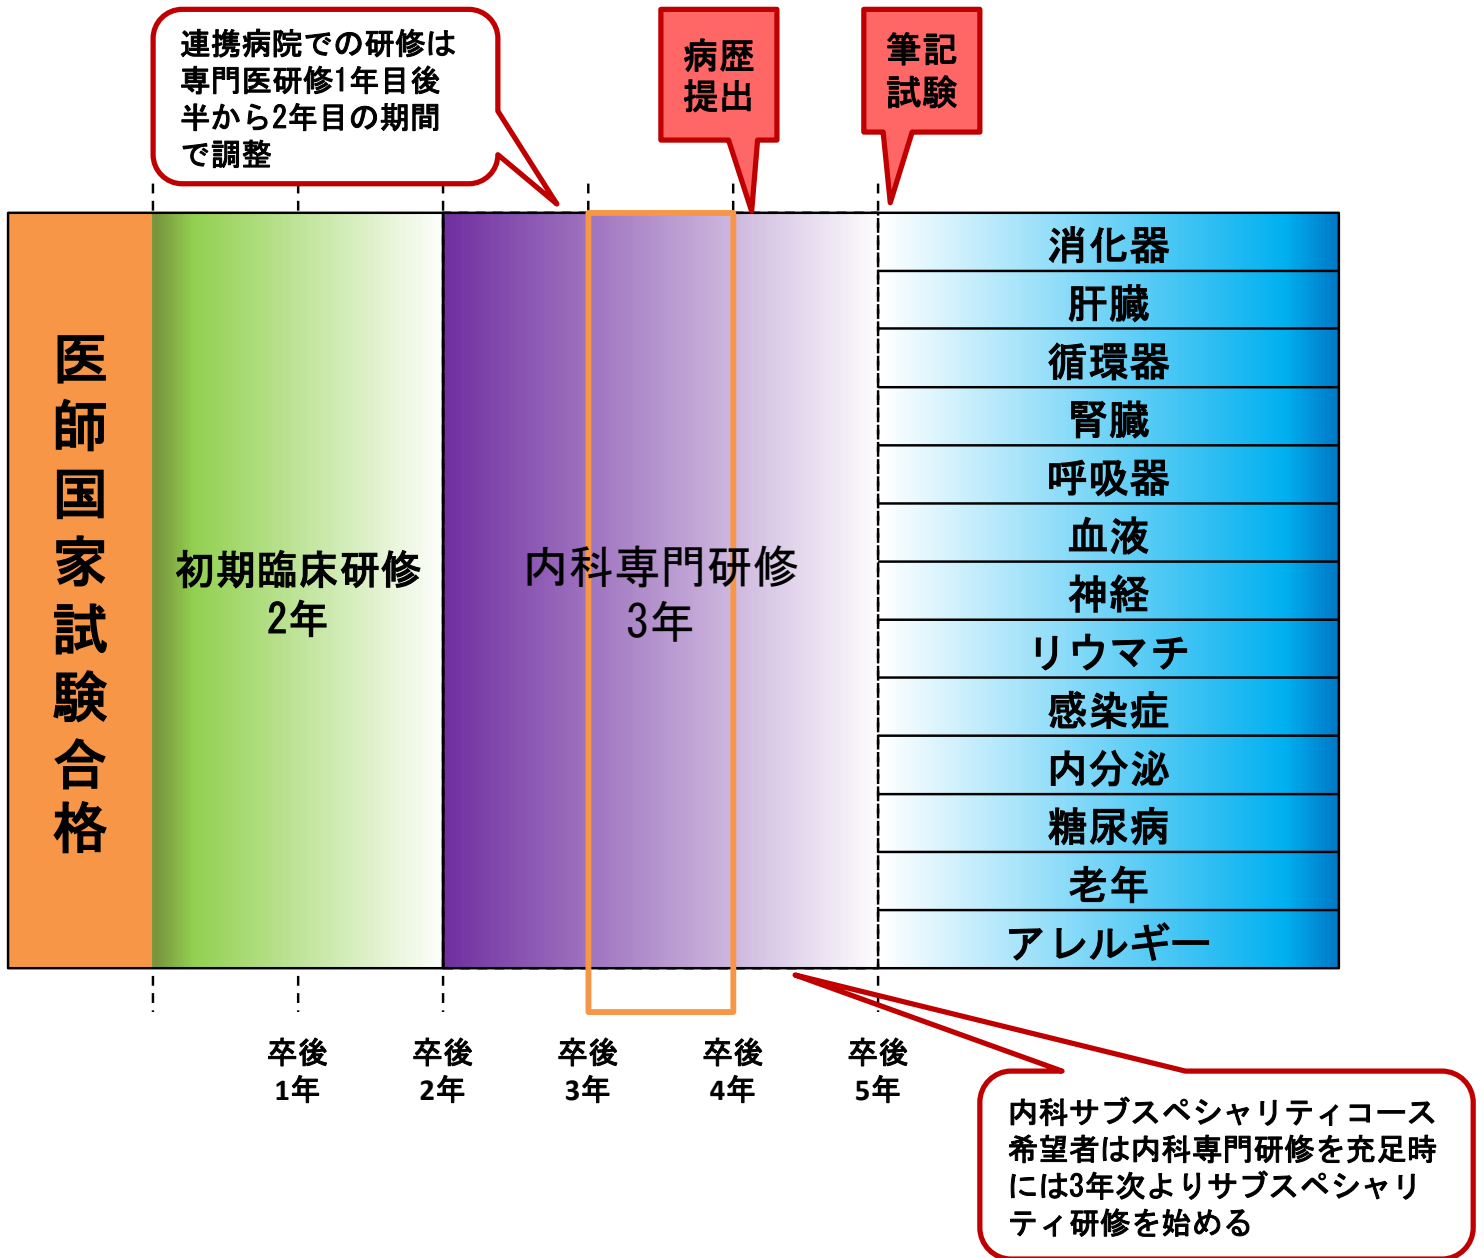 連携病院での研修は
専門医研修1年目後
半から2年目の期間
で調整
病歴
提出
筆記
試験
医師国家試験合格
初期臨床研修
2年
内科専門研修
3年
消化器
肝臓
循環器
腎臓
呼吸器
血液
神経
リウマチ
感染症
内分泌
糖尿病
老年
アレルギー
卒後
1年
卒後
2年
卒後
3年
卒後
4年
卒後
5年
内科サブスペシャリティコース
希望者は内科専門研修を充足時
には3年次よりサブスペシャリ
ティ研修を始める